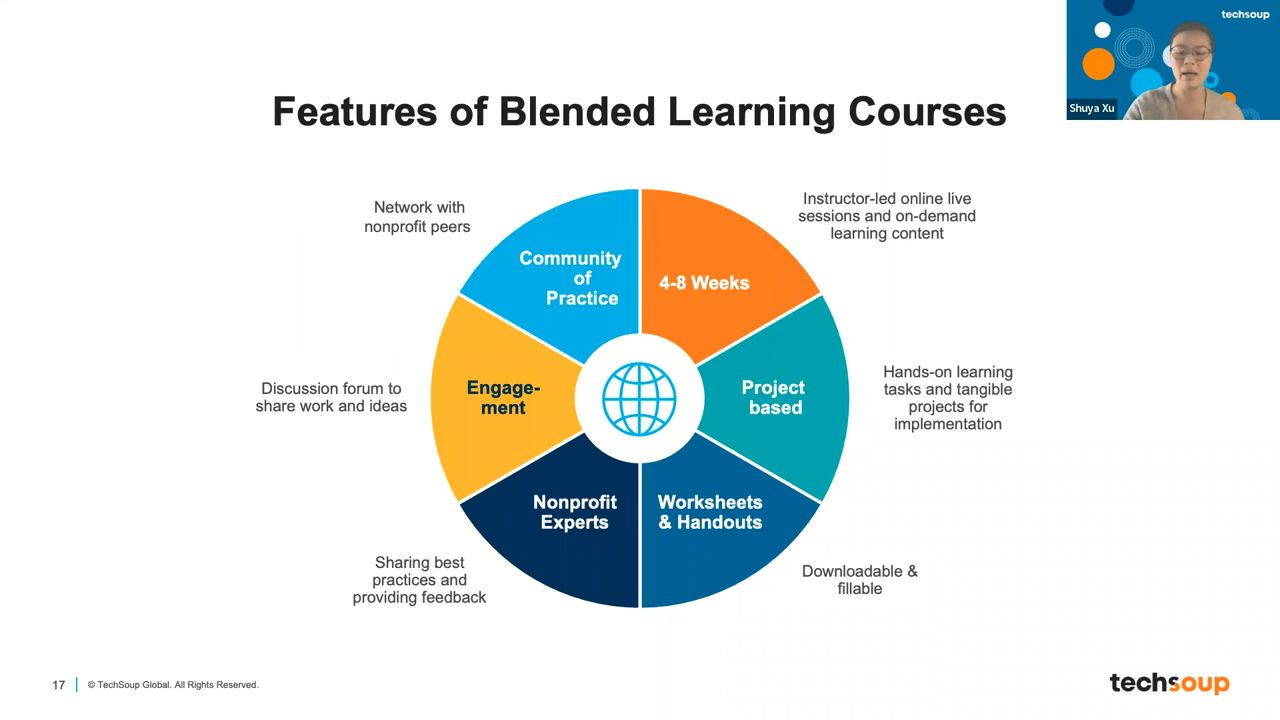 techsoup
Shuya Xu
Features of Blended Learning Courses
Network with
nonprofit peers
Community
of
Practice
4-8 Weeks
Instructor-led online live
sessions and on-demand
learning content
Discussion forum to
share work and ideas
Engage-
ment
Project
based
Hands-on learning
tasks and tangible
projects for
implementation
Nonprofit
Experts
Sharing best
practices and
providing feedback
Worksheets
& Handouts
Downloadable &
fillable
17
© TechSoup Global. All Rights Reserved.
techsoup